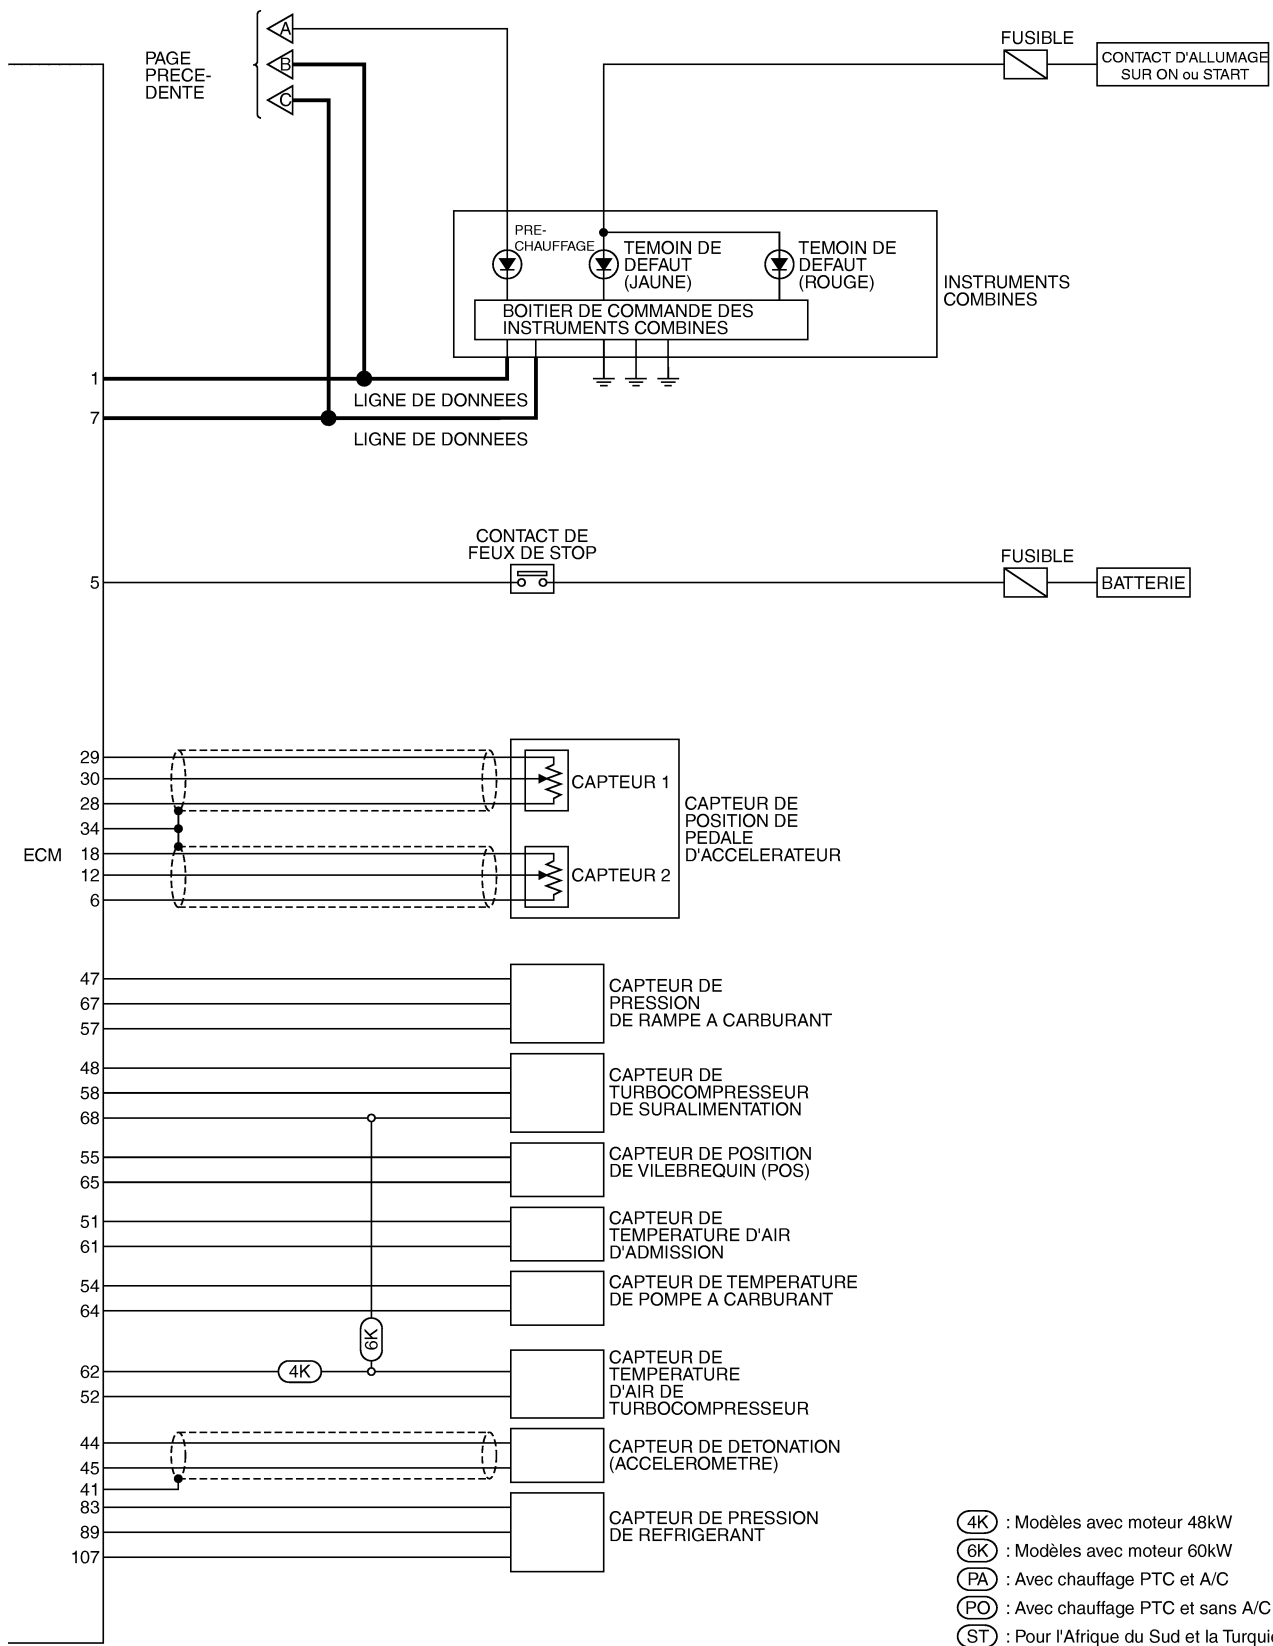 A
B
C
PAGE
PRECE-
DENTE
FUSIBLE
CONTACT D'ALLUMAGE
SUR ON ou START
PRE-
CHAUFFAGE
TEMOIN DE
DEFAUT
(JAUNE)
TEMOIN DE
DEFAUT
(ROUGE)
INSTRUMENTS
COMBINES
BOITIER DE COMMANDE DES
INSTRUMENTS COMBINES
1
LIGNE DE DONNEES
7
LIGNE DE DONNEES
CONTACT DE
FEUX DE STOP
5
FUSIBLE
BATTERIE
29
30
28
34
ECM
18
12
6
CAPTEUR 1
CAPTEUR 2
CAPTEUR DE
POSITION DE
PEDALE
D'ACCELERATEUR
47
67
57
CAPTEUR DE
PRESSION
DE RAMPE A CARBURANT
48
58
68
CAPTEUR DE
TURBOCOMPRESSEUR
DE SURALIMENTATION
55
65
CAPTEUR DE POSITION
DE VILEBREQUIN (POS)
51
61
CAPTEUR DE
TEMPERATURE D'AIR
D'ADMISSION
54
64
CAPTEUR DE TEMPERATURE
DE POMPE A CARBURANT
6K
62
4K
52
CAPTEUR DE
TEMPERATURE
D'AIR DE
TURBOCOMPRESSEUR
44
45
41
CAPTEUR DE DETONATION
(ACCELEROMETRE)
83
89
107
CAPTEUR DE PRESSION
DE REFRIGERANT
4K : Modèles avec moteur 48kW
6K : Modèles avec moteur 60kW
PA : Avec chauffage PTC et A/C
PO : Avec chauffage PTC et sans A/C
ST : Pour l'Afrique du Sud et la